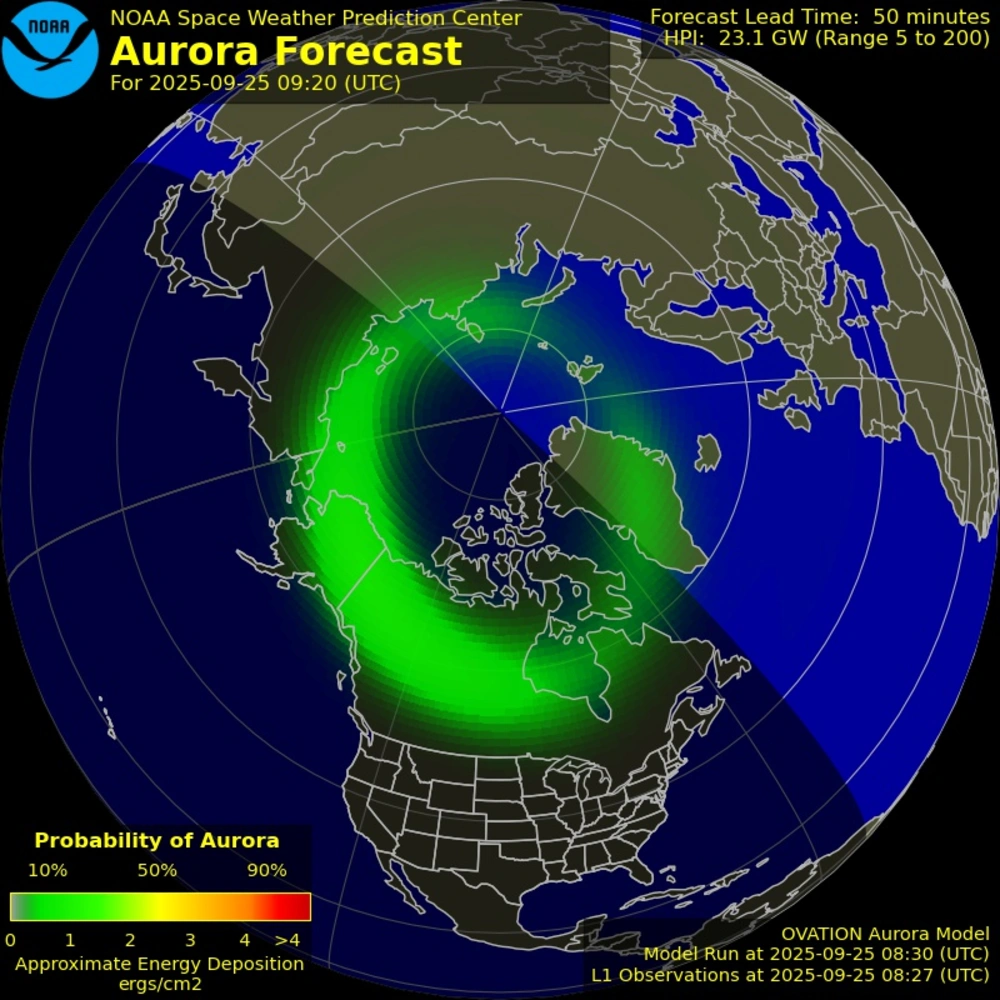 NOAA
NOAA Space Weather Prediction Center
Aurora Forecast
For 2025-09-25 09:20 (UTC)
Forecast Lead Time: 50 minutes
HPI: 23.1 GW (Range 5 to 200)
Probability of Aurora
10% 50% 90%
0 1 2 3 4 >4
Approximate Energy Deposition
ergs/cm2
OVATION Aurora Model
Model Run at 2025-09-25 08:30 (UTC)
L1 Observations at 2025-09-25 08:27 (UTC)